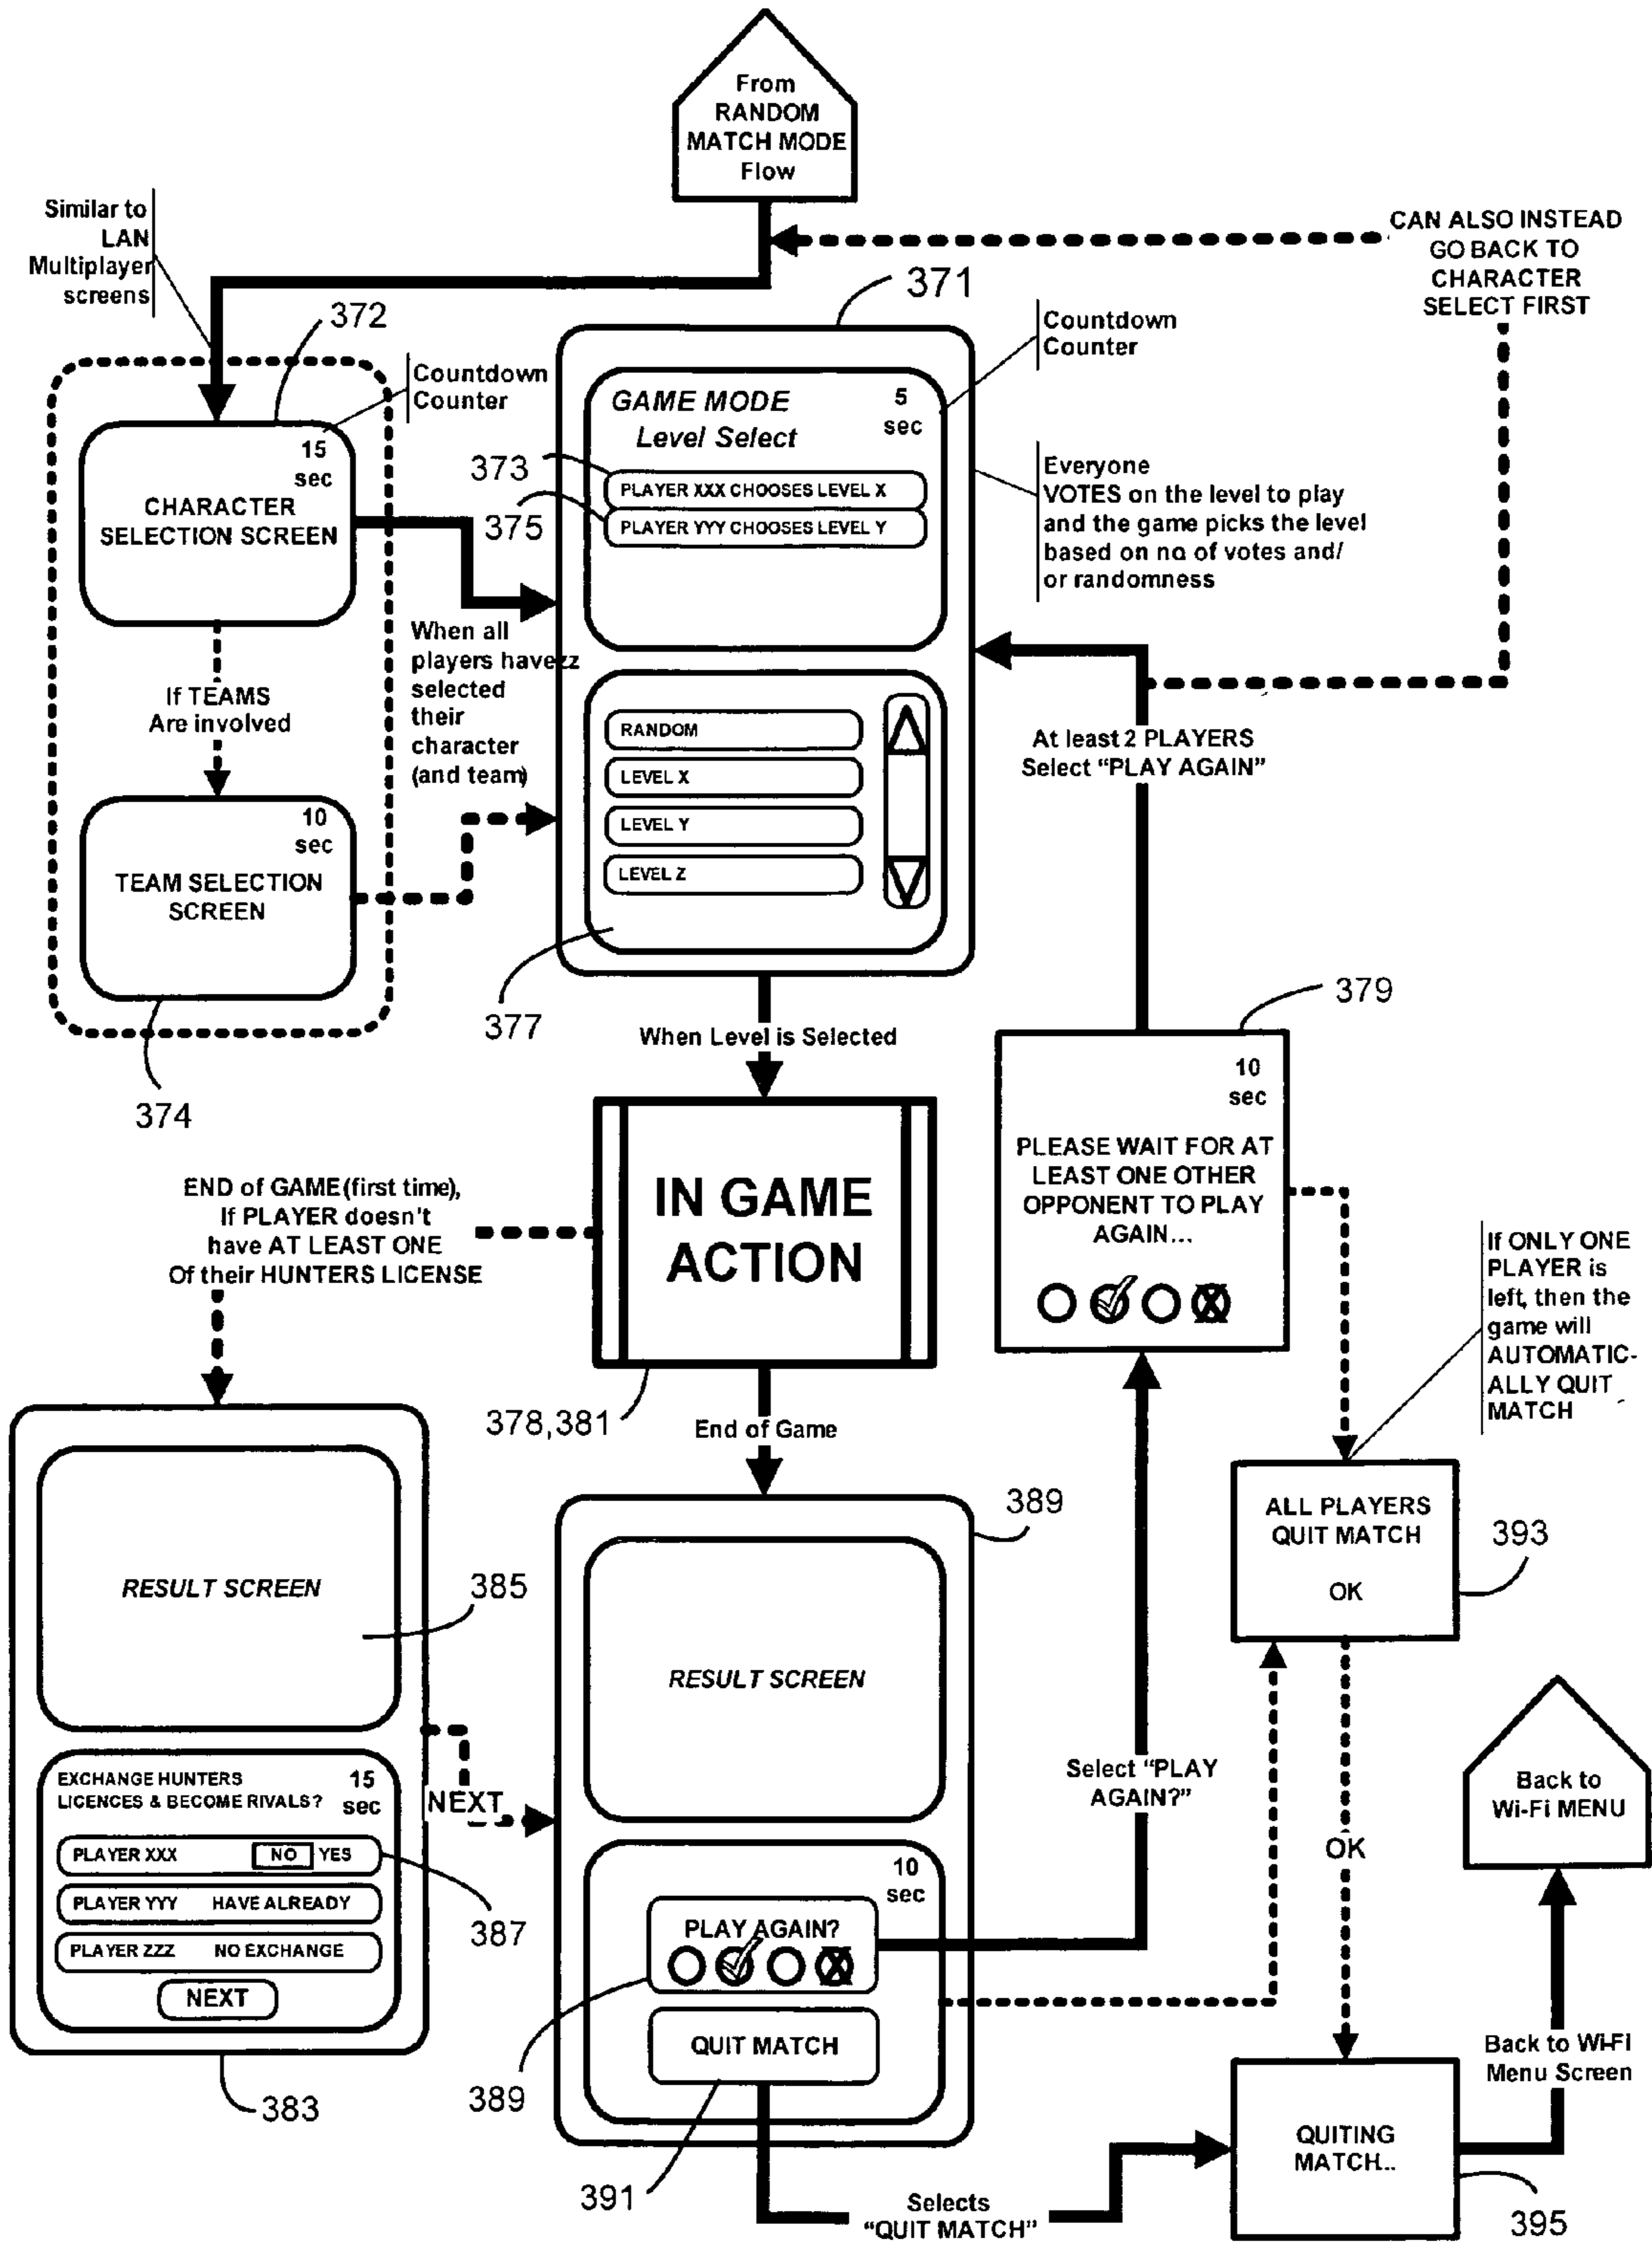 From
RANDOM
MATCH MODE
Flow
Similar to
LAN
Multiplayer
screens
CAN ALSO INSTEAD
GO BACK TO
CHARACTER
SELECT FIRST
371
372
Countdown
Counter
Countdown
Counter
15
sec
CHARACTER
SELECTION SCREEN
GAME MODE
Level Select
5
sec
373
PLAYER XXX CHOOSES LEVEL X
375
PLAYER YYY CHOOSES LEVEL Y
Everyone
VOTES on the level to play
and the game picks the level
based on no of votes and/
or randomness
When all
players havezz
selected
their
character
(and team)
If TEAMS
Are involved
RANDOM
LEVEL X
LEVEL Y
LEVEL Z
At least 2 PLAYERS
Select “PLAY AGAIN”
10
sec
TEAM SELECTION
SCREEN
374
377
When Level is Selected
379
10
sec
PLEASE WAIT FOR AT
LEAST ONE OTHER
OPPONENT TO PLAY
AGAIN...
END of GAME (first time),
If PLAYER doesn't
have AT LEAST ONE
Of their HUNTERS LICENSE
IN GAME
ACTION
378,381
End of Game
If ONLY ONE
PLAYER is
left, then the
game will
AUTOMATIC-
ALLY QUIT
MATCH
389
ALL PLAYERS
QUIT MATCH
OK
393
RESULT SCREEN
385
RESULT SCREEN
EXCHANGE HUNTERS
LICENCES & BECOME RIVALS?
15
sec
PLAYER XXX NO YES
PLAYER YYY HAVE ALREADY
PLAYER ZZZ NO EXCHANGE
NEXT
387
383
NEXT
Select “PLAY
AGAIN?”
Back to
Wi-Fi MENU
OK
10
sec
PLAY AGAIN?
389
QUIT MATCH
391
Selects
“QUIT MATCH”
Back to Wi-Fi
Menu Screen
QUITING
MATCH...
395